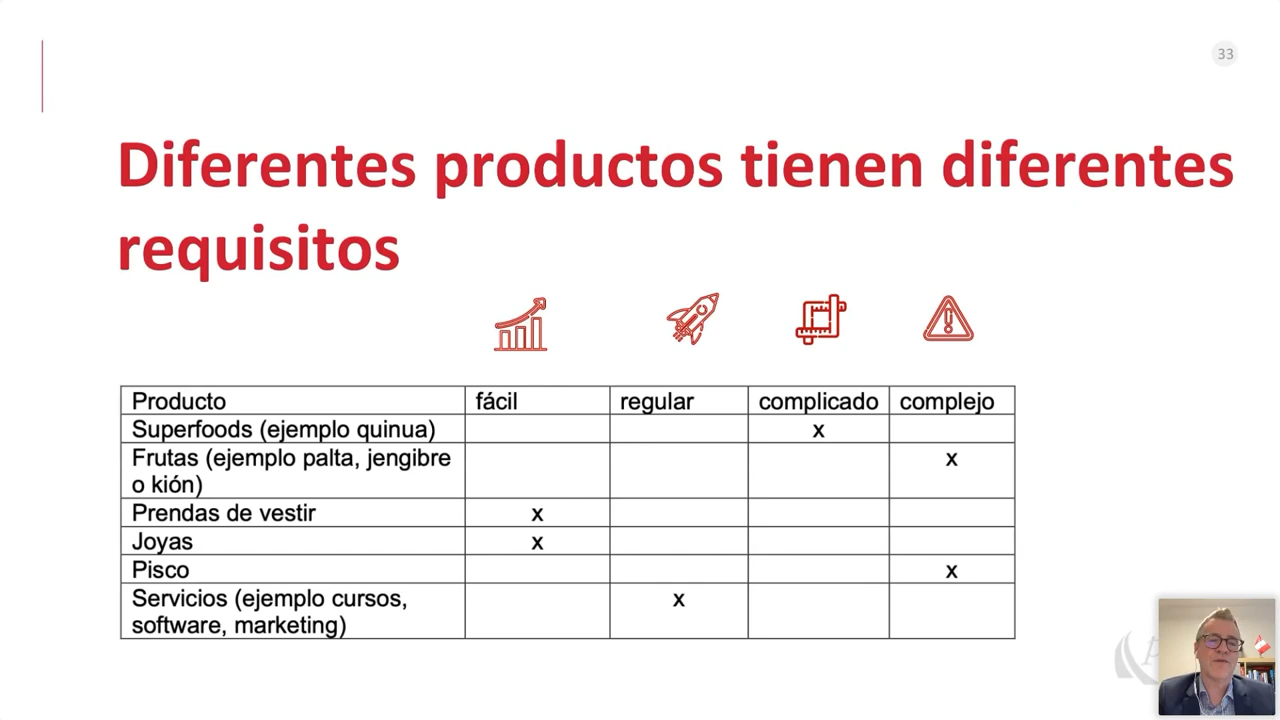 33
Diferentes productos tienen diferentes
requisitos
Producto fácil regular complicado complejo
Superfoods (ejemplo quinua) x
Frutas (ejemplo palta, jengibre x
o kión)
Prendas de vestir x
Joyas x
Pisco x
Servicios (ejemplo cursos, x
software, marketing)